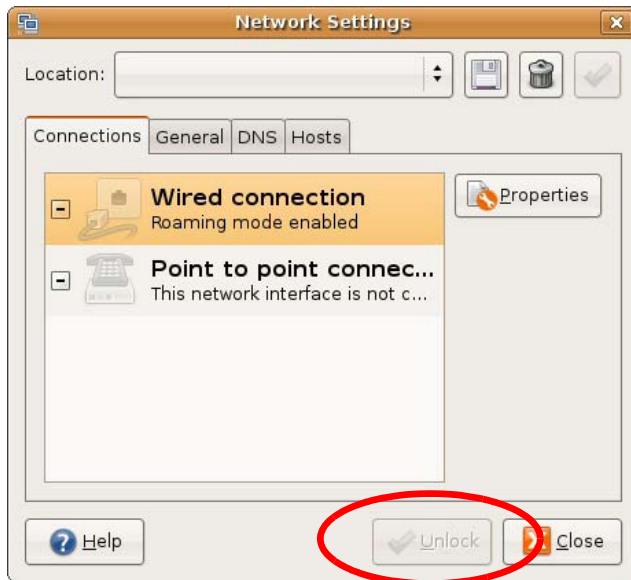 Network Settings
Location:
Connections General DNS Hosts
Wired connection
Roaming mode enabled
Properties
Point to point connec...
This network interface is not c...
Help
Unlock
Close